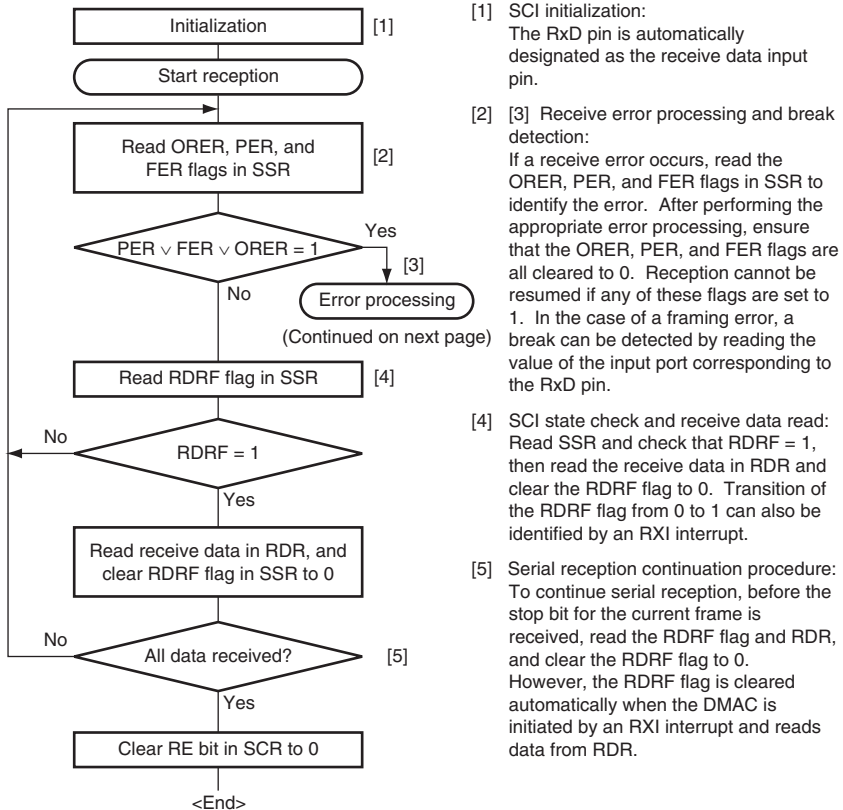 Initialization
[1]
Start reception
Read ORER, PER, and
FER flags in SSR
[2]
PER ∨ FER ∨ ORER = 1
Yes
[3]
No
Error processing
(Continued on next page)
Read RDRF flag in SSR
[4]
No
RDRF = 1
Yes
Read receive data in RDR, and
clear RDRF flag in SSR to 0
No
All data received?
[5]
Yes
Clear RE bit in SCR to 0
<End>
[1] SCI initialization:
The RxD pin is automatically
designated as the receive data input
pin.
[2] [3] Receive error processing and break
detection:
If a receive error occurs, read the
ORER, PER, and FER flags in SSR to
identify the error. After performing the
appropriate error processing, ensure
that the ORER, PER, and FER flags are
all cleared to 0. Reception cannot be
resumed if any of these flags are set to
1. In the case of a framing error, a
break can be detected by reading the
value of the input port corresponding to
the RxD pin.
[4] SCI state check and receive data read:
Read SSR and check that RDRF = 1,
then read the receive data in RDR and
clear the RDRF flag to 0. Transition of
the RDRF flag from 0 to 1 can also be
identified by an RXI interrupt.
[5] Serial reception continuation procedure:
To continue serial reception, before the
stop bit for the current frame is
received, read the RDRF flag and RDR,
and clear the RDRF flag to 0.
However, the RDRF flag is cleared
automatically when the DMAC is
initiated by an RXI interrupt and reads
data from RDR.